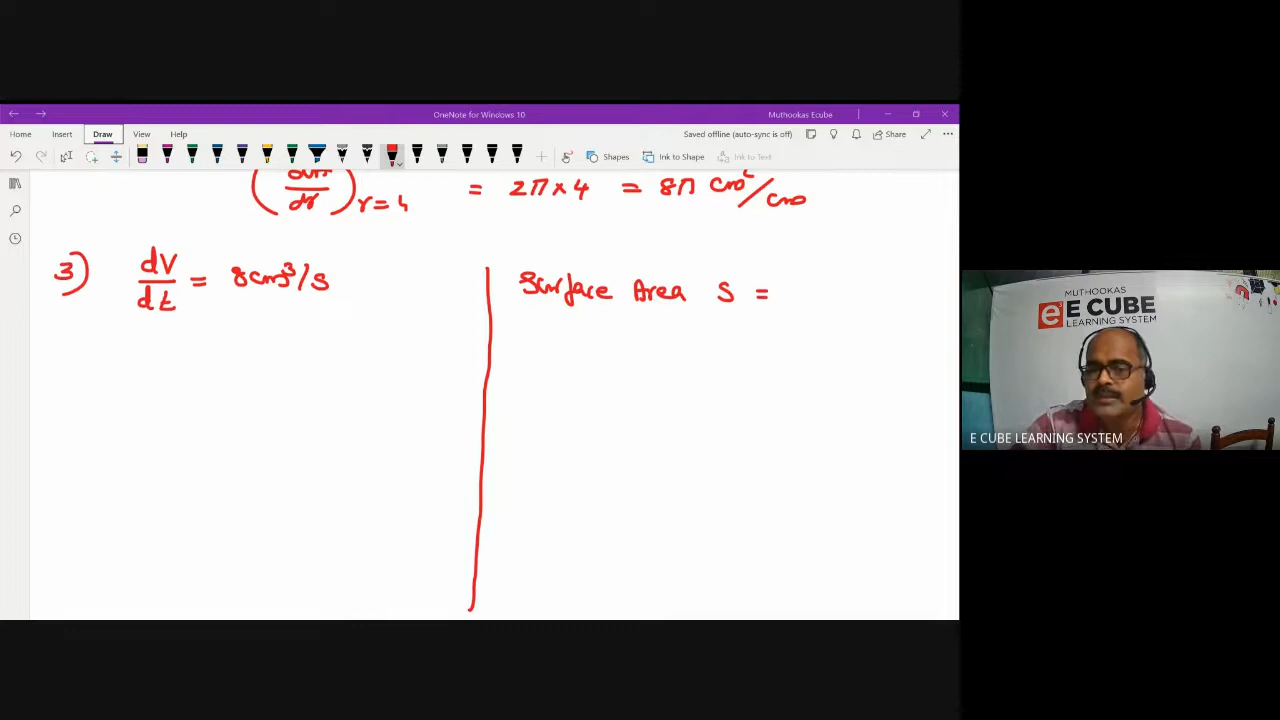 OneNote for Windows 10
Muthookas Ecube
Home Insert Draw View Help
Saved offline (auto-sync is off)
Share
Shapes
Ink to Shape
Ink to Text
(dr)r=4 = 2π×4 = 8π cm²/cm
3) dV/dt = 8cm³/s
Surface Area S =
MUTHOOKAS
e³ E CUBE
LEARNING SYSTEM
E CUBE LEARNING SYSTEM